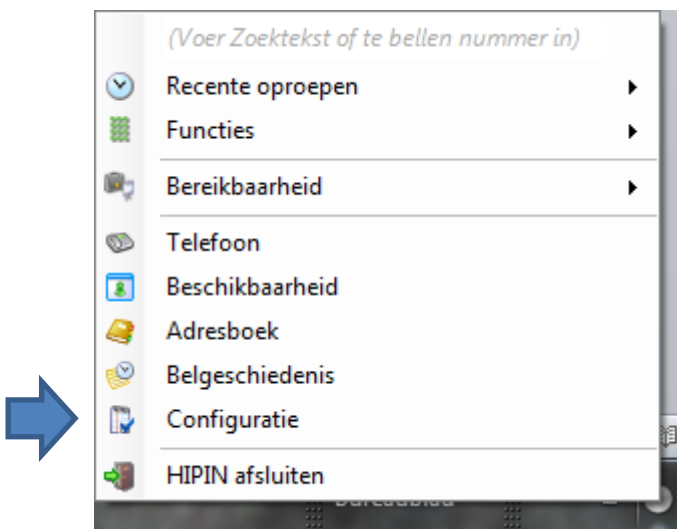 (Voer Zoektekst of te bellen nummer in)
Recente oproepen
Functies
Bereikbaarheid
Telefoon
Beschikbaarheid
Adresboek
Belgeschiedenis
Configuratie
HIPIN afsluiten